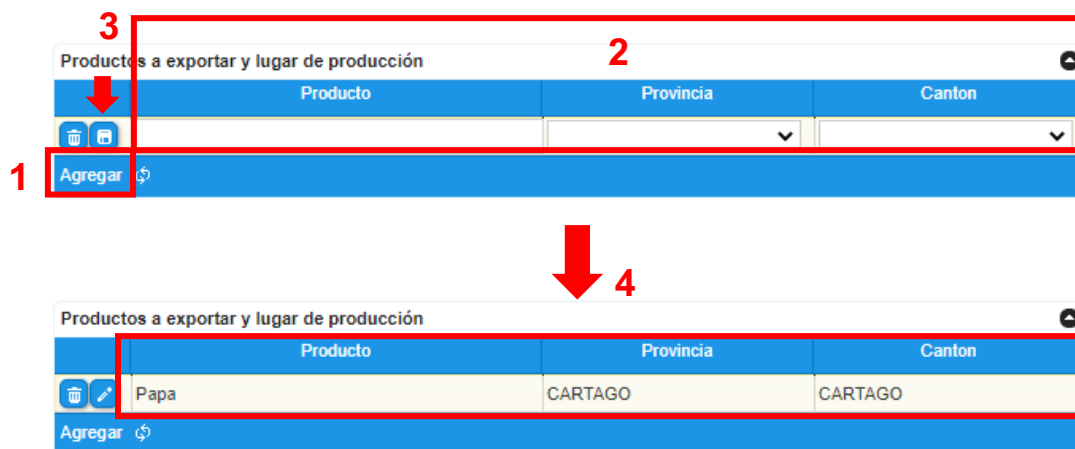 3
2
Productos a exportar y lugar de producción
Producto Provincia Canton
1
Agregar
4
Productos a exportar y lugar de producción
Producto Provincia Canton
Papa CARTAGO CARTAGO
Agregar